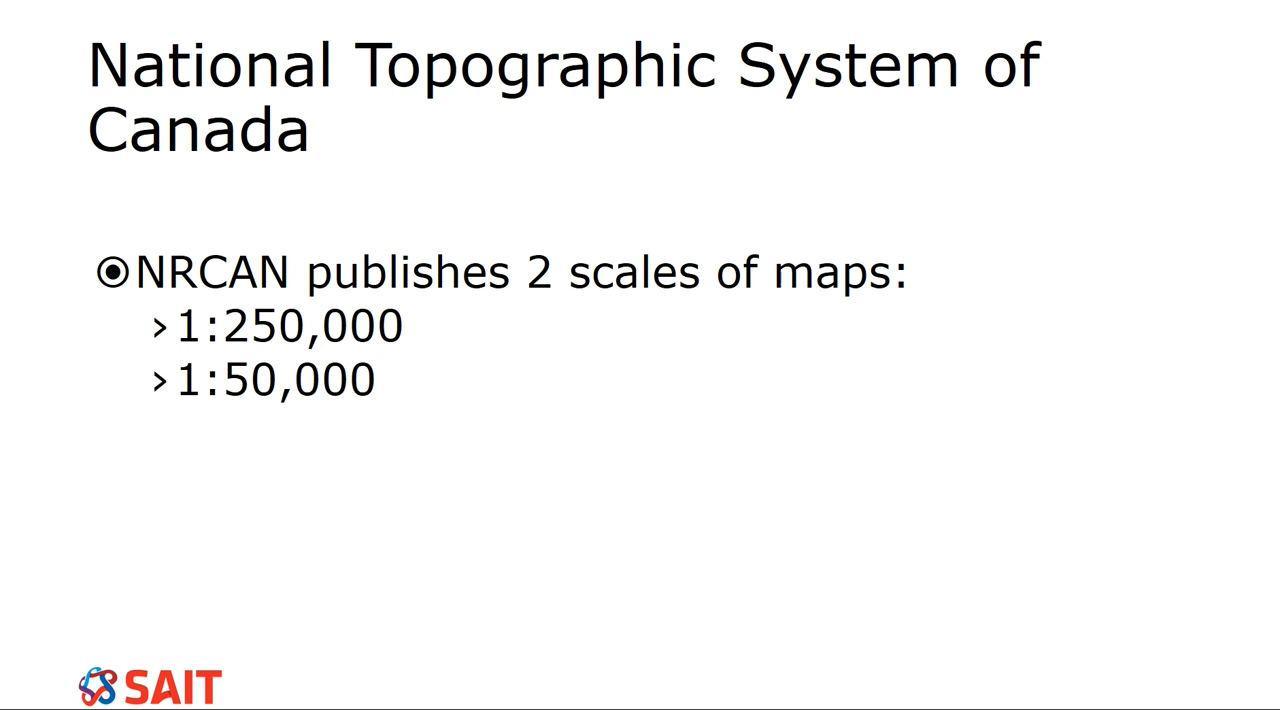 National Topographic System of
Canada
⦿NRCAN publishes 2 scales of maps:
›1:250,000
›1:50,000
SAIT